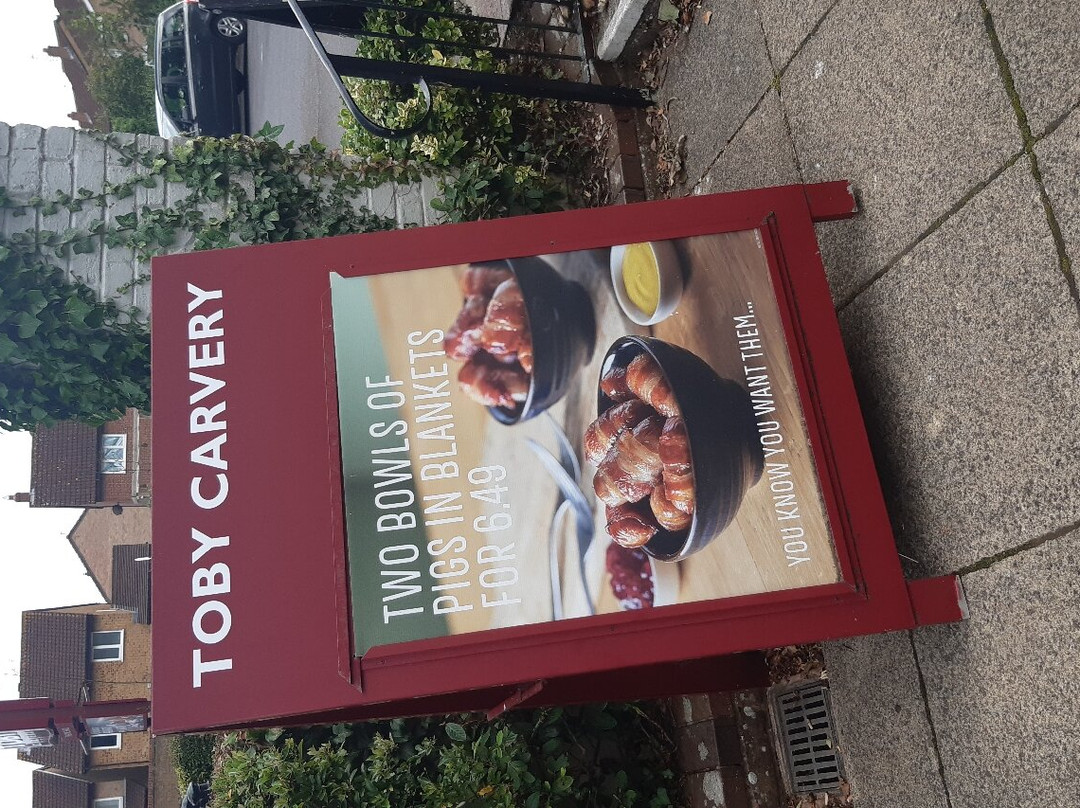 TOBY CARVERY
TWO BOWLS OF
PIGS IN BLANKETS
FOR 6.49
YOU KNOW YOU WANT THEM...